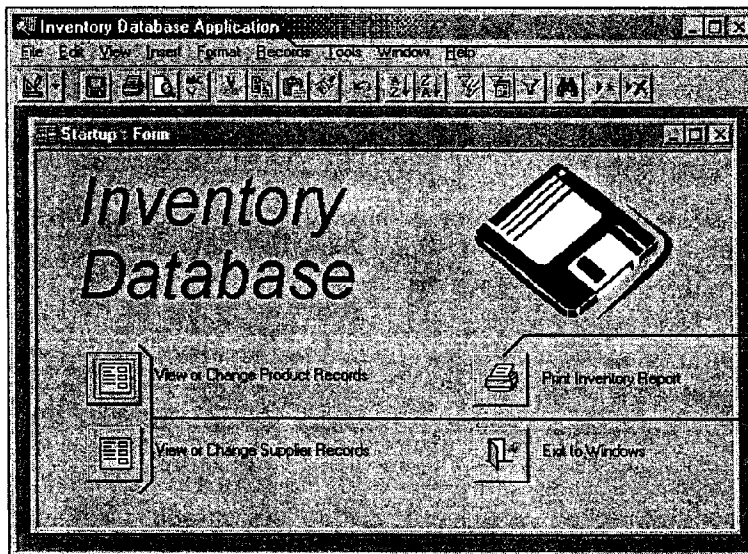 Inventory Database Application
File Edit View Insert Format Records Tools Window Help
Startup : Form
Inventory
Database
View or Change Product Records
Print Inventory Report
View or Change Supplier Records
Exit to Windows